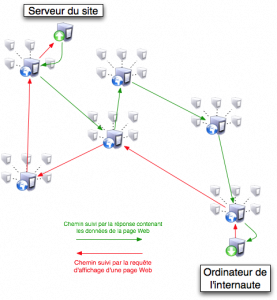 Serveur du site
Chemin suivi par la réponse contenant
les données de la page Web
Chemin suivi par la requête
d'affichage d'une page Web
Ordinateur de
l'internaute